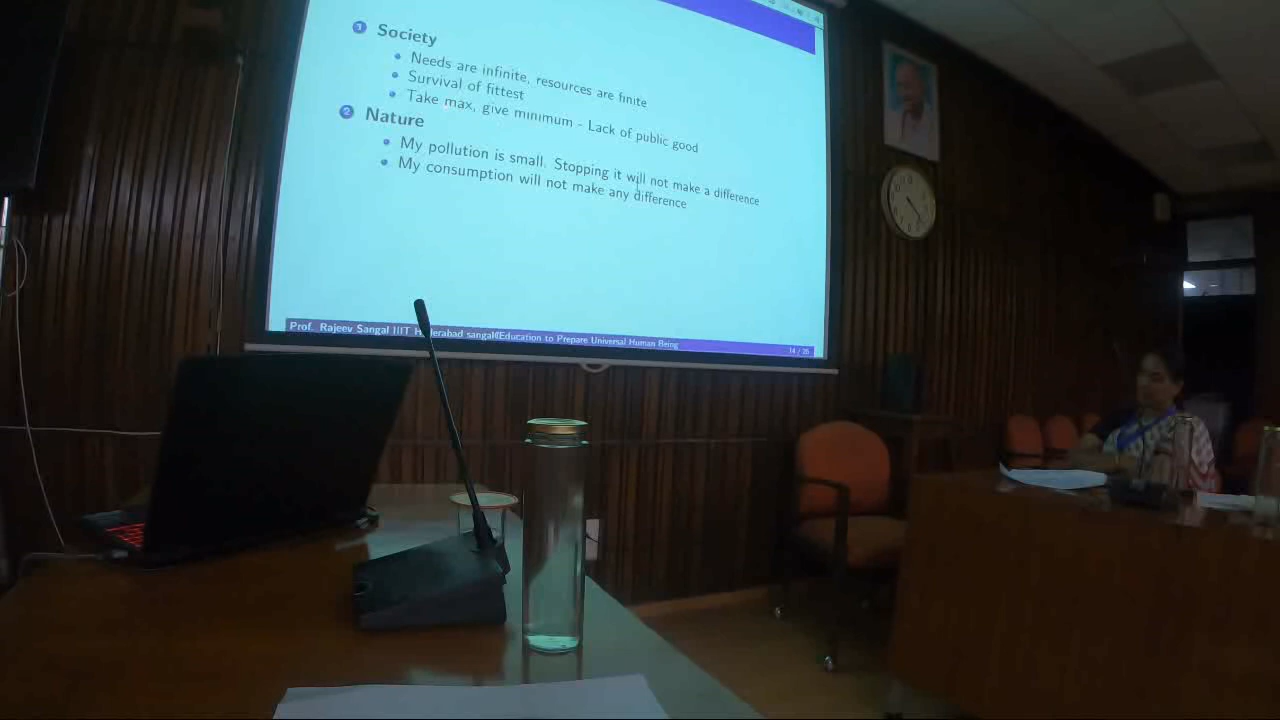 1 Society
Needs are infinite, resources are finite
Survival of fittest
Take max, give minimum - Lack of public good
2 Nature
My pollution is small. Stopping it will not make a difference
My consumption will not make any difference
Prof. Rajeev Sangal IIIT Hyderabad sangal@ Education to Prepare Universal Human Being
14 / 26